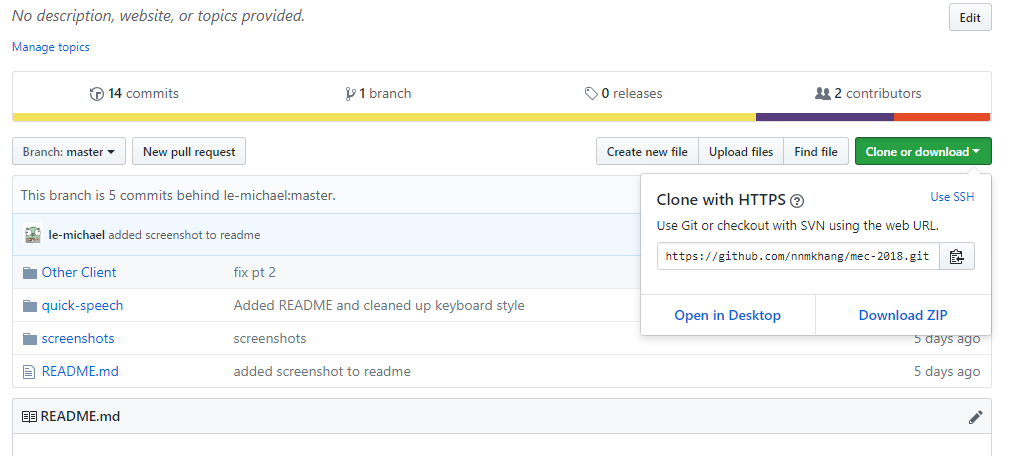 No description, website, or topics provided.
Edit
Manage topics
14 commits
1 branch
0 releases
2 contributors
Branch: master
New pull request
Create new file
Upload files
Find file
Clone or download
This branch is 5 commits behind le-michael:master.
Clone with HTTPS
Use SSH
Use Git or checkout with SVN using the web URL.
https://github.com/nnmkhang/mec-2018.git
Open in Desktop
Download ZIP
le-michael added screenshot to readme
Other Client fix pt 2
quick-speech Added README and cleaned up keyboard style
screenshots screenshots 5 days ago
README.md added screenshot to readme 5 days ago
README.md